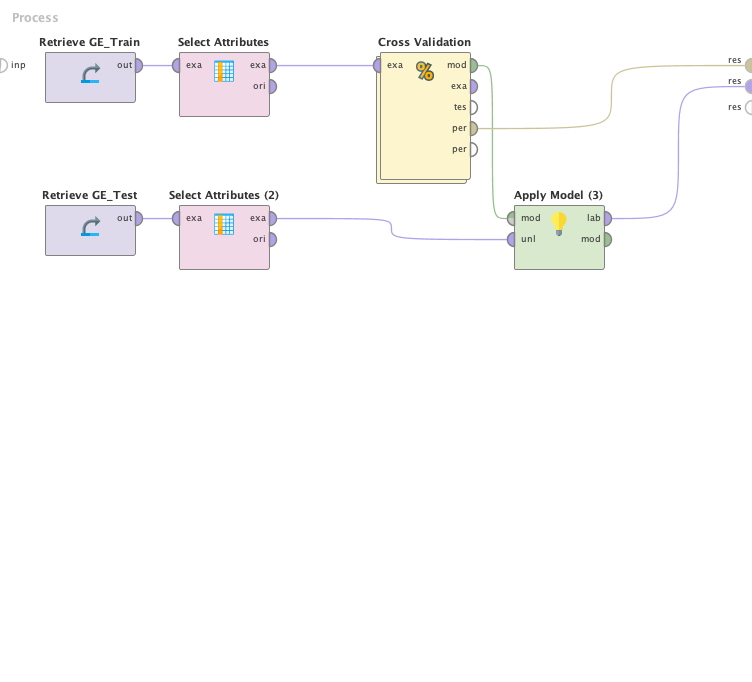 Process
inp
Retrieve GE_Train
out
Select Attributes
exa
exa
ori
Cross Validation
exa
mod
exa
tes
per
per
res
res
res
Retrieve GE_Test
out
Select Attributes (2)
exa
exa
ori
Apply Model (3)
mod
lab
unl
mod